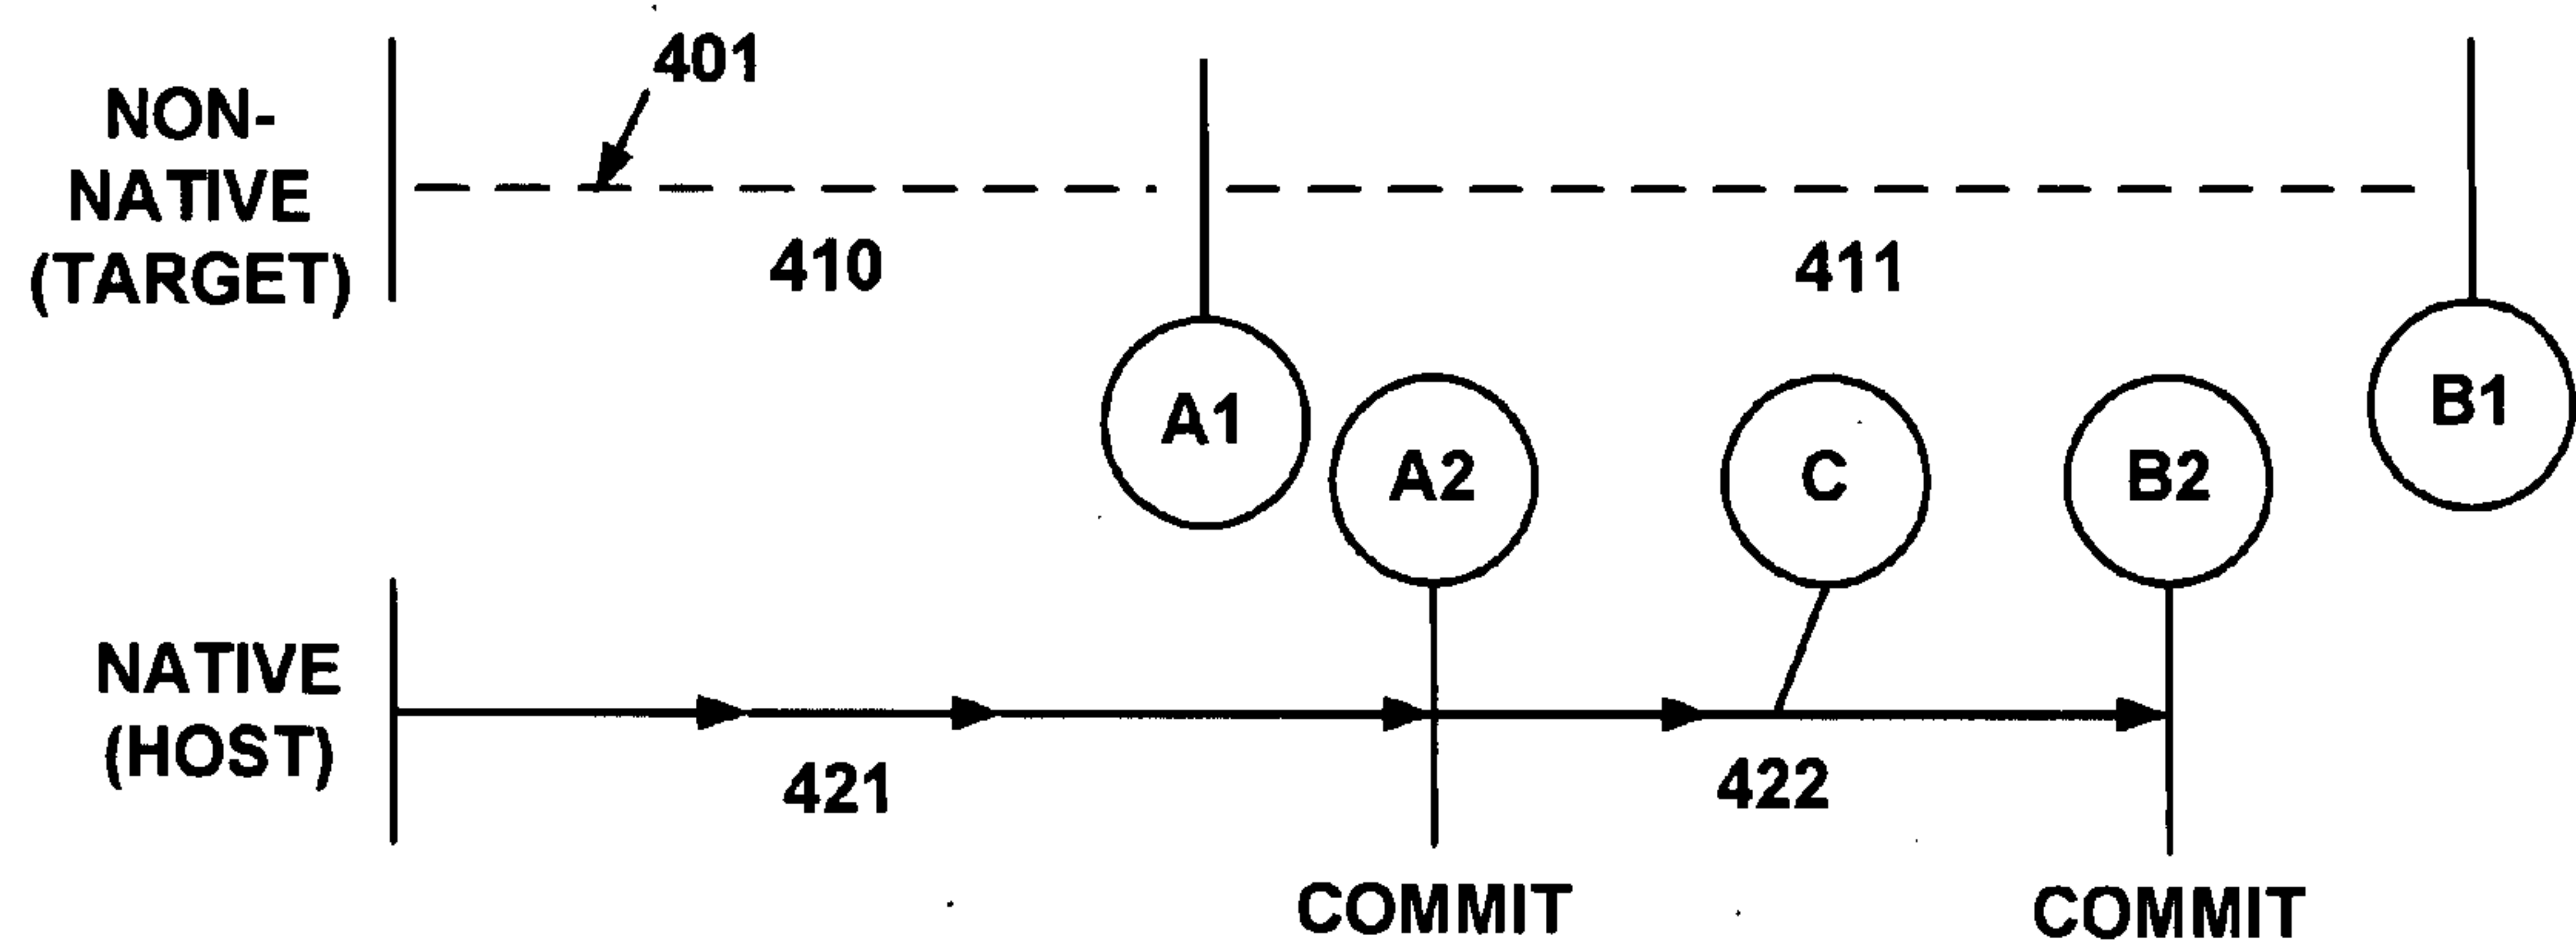 401
NON-
NATIVE
(TARGET)
410
411
A1
A2
C
B2
B1
NATIVE
(HOST)
421
422
COMMIT
COMMIT